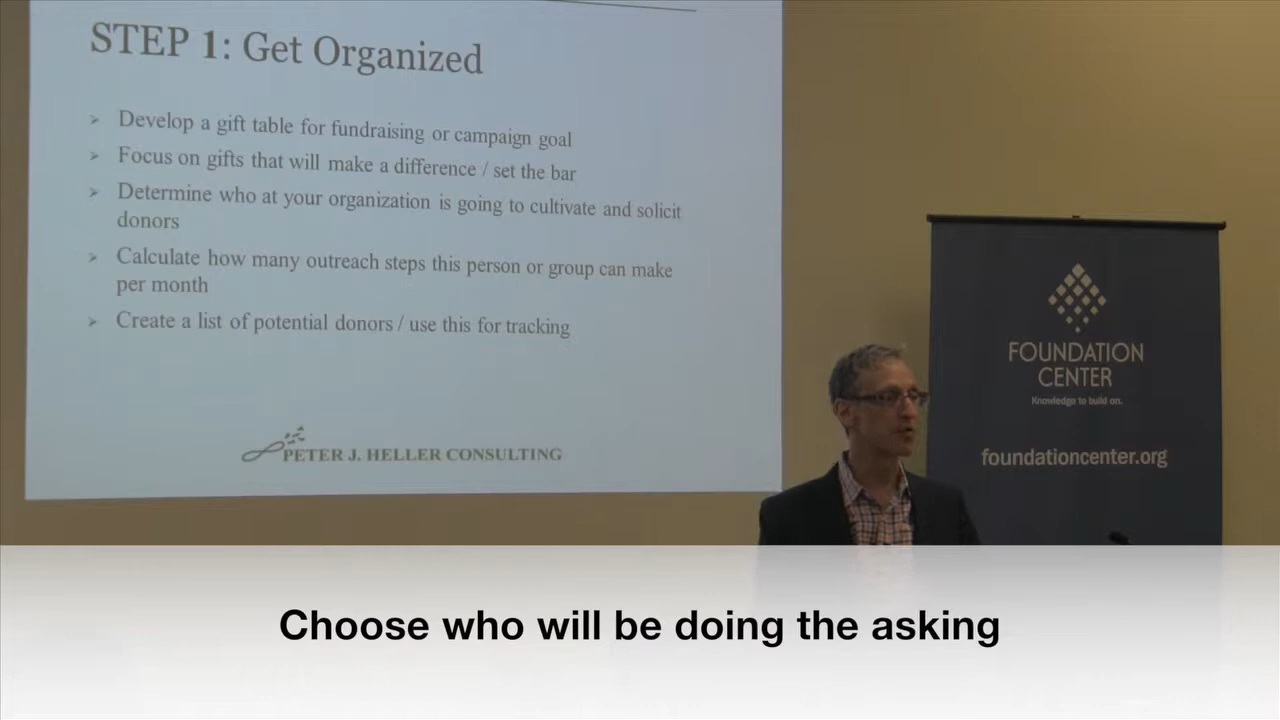 STEP 1: Get Organized
➢ Develop a gift table for fundraising or campaign goal
➢ Focus on gifts that will make a difference / set the bar
➢ Determine who at your organization is going to cultivate and solicit
donors
➢ Calculate how many outreach steps this person or group can make
per month
➢ Create a list of potential donors / use this for tracking
PETER J. HELLER CONSULTING
FOUNDATION
CENTER
Knowledge to build on.
foundationcenter.org
Choose who will be doing the asking